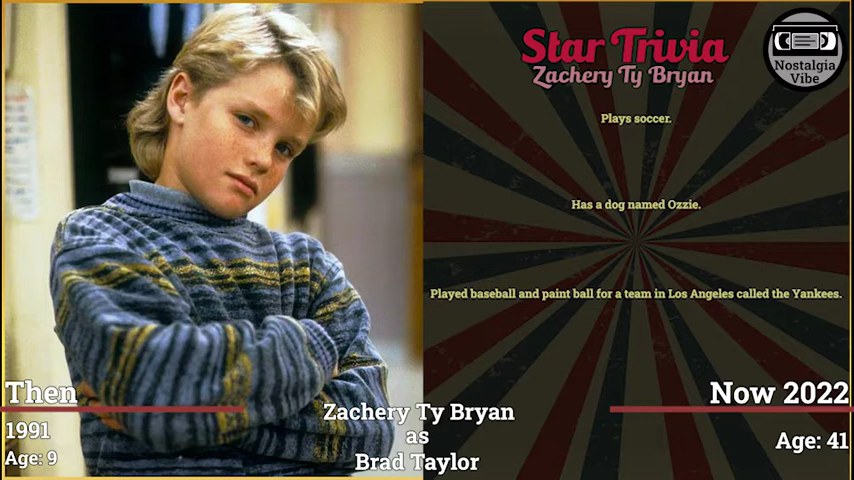 Star Trivia
Zachery Ty Bryan
Nostalgia
Vibe
Plays soccer.
Has a dog named Ozzie.
Played baseball and paint ball for a team in Los Angeles called the Yankees.
Then
1991
Age: 9
Zachery Ty Bryan
as
Brad Taylor
Now 2022
Age: 41